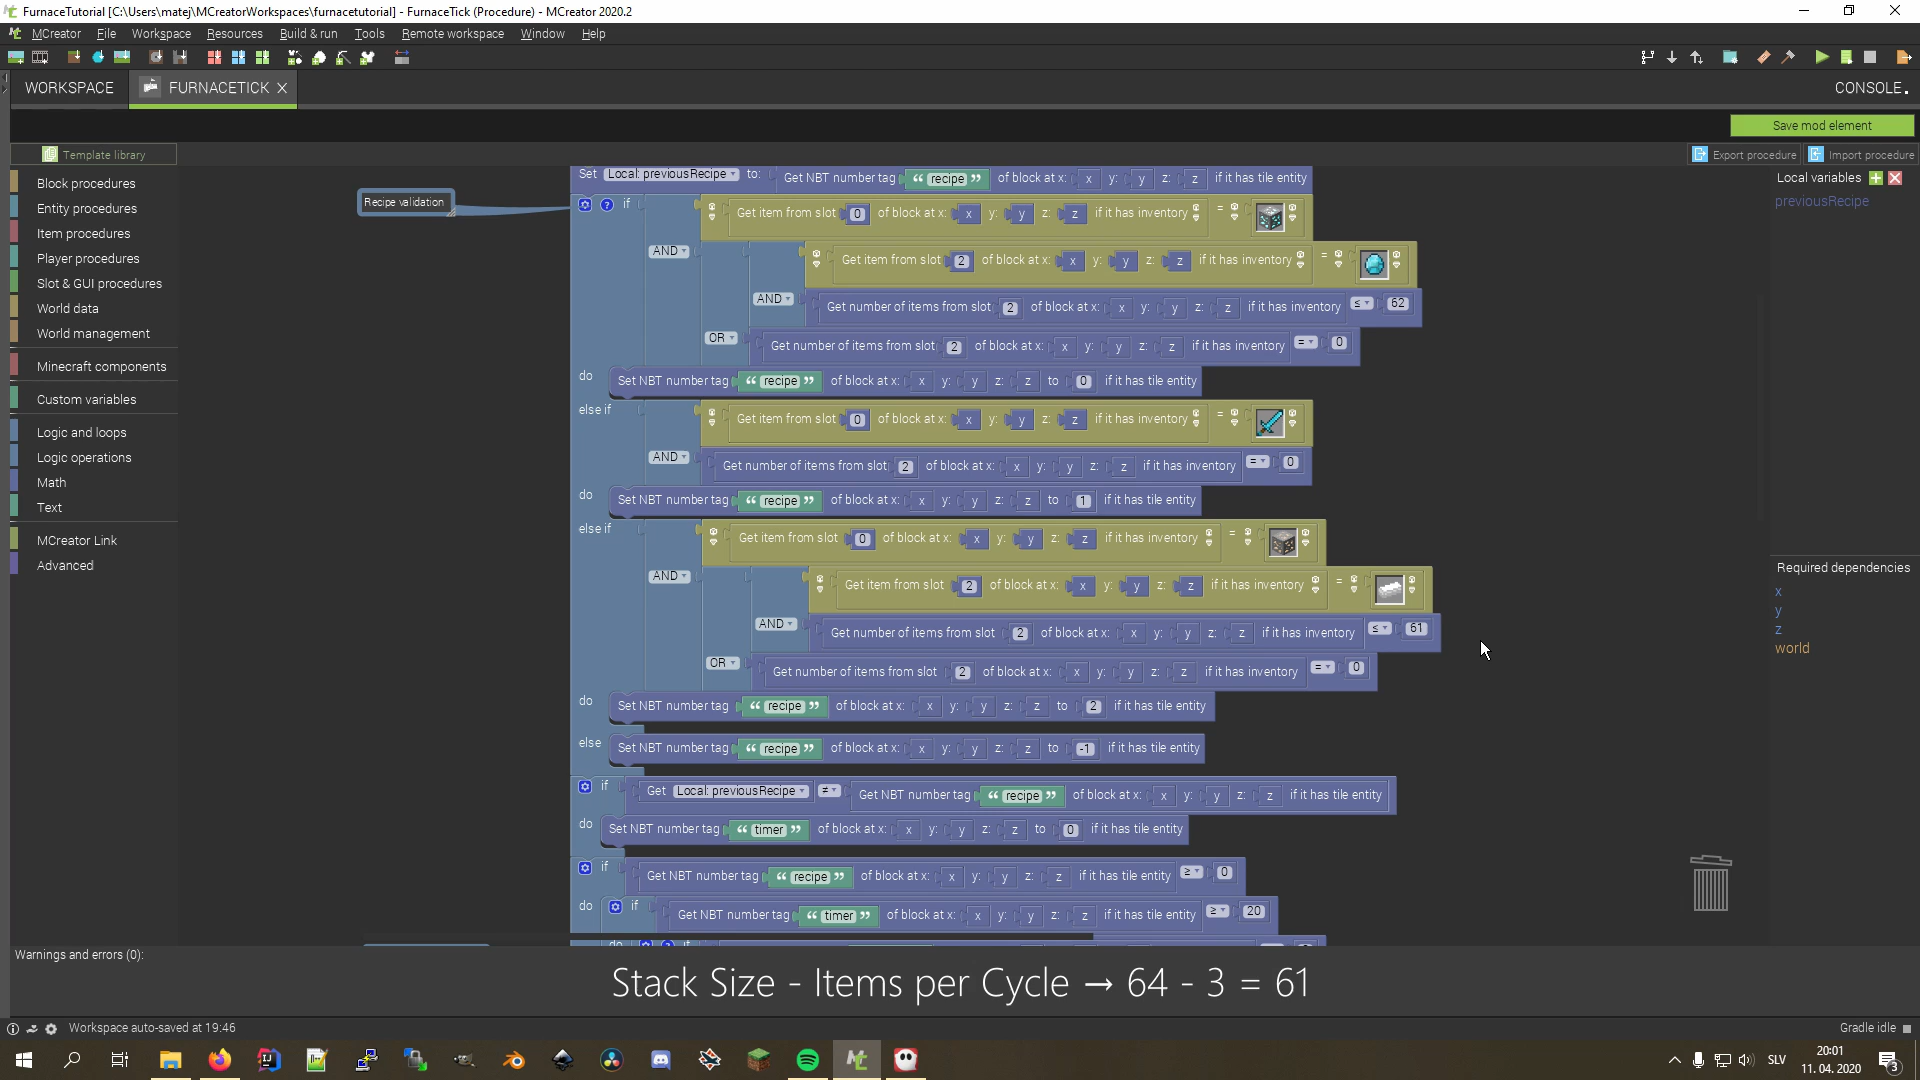 FurnaceTutorial [C:\Users\matej\MCreatorWorkspaces\furnacetutorial] - FurnaceTick (Procedure) - MCreator 2020.2
MCreator File Workspace Resources Build & run Tools Remote workspace Window Help
WORKSPACE FURNACETICK CONSOLE
Save mod element
Template library Export procedure Import procedure
Block procedures
Entity procedures
Item procedures
Player procedures
Slot & GUI procedures
World data
World management
Minecraft components
Custom variables
Logic and loops
Logic operations
Math
Text
MCreator Link
Advanced
Recipe validation
Set Local: previousRecipe to: Get NBT number tag “ recipe ” of block at x: x y: y z: z if it has tile entity
if Get item from slot 0 of block at x: x y: y z: z if it has inventory =
AND Get item from slot 2 of block at x: x y: y z: z if it has inventory =
AND Get number of items from slot 2 of block at x: x y: y z: z if it has inventory ≤ 62
OR Get number of items from slot 2 of block at x: x y: y z: z if it has inventory = 0
do Set NBT number tag “ recipe ” of block at x: x y: y z: z to 0 if it has tile entity
else if Get item from slot 0 of block at x: x y: y z: z if it has inventory =
AND Get number of items from slot 2 of block at x: x y: y z: z if it has inventory = 0
do Set NBT number tag “ recipe ” of block at x: x y: y z: z to 1 if it has tile entity
else if Get item from slot 0 of block at x: x y: y z: z if it has inventory =
AND Get item from slot 2 of block at x: x y: y z: z if it has inventory =
AND Get number of items from slot 2 of block at x: x y: y z: z if it has inventory ≤ 61
OR Get number of items from slot 2 of block at x: x y: y z: z if it has inventory = 0
do Set NBT number tag “ recipe ” of block at x: x y: y z: z to 2 if it has tile entity
else Set NBT number tag “ recipe ” of block at x: x y: y z: z to -1 if it has tile entity
if Get Local: previousRecipe ≠ Get NBT number tag “ recipe ” of block at x: x y: y z: z if it has tile entity
do Set NBT number tag “ timer ” of block at x: x y: y z: z to 0 if it has tile entity
if Get NBT number tag “ recipe ” of block at x: x y: y z: z if it has tile entity ≥ 0
do if Get NBT number tag “ timer ” of block at x: x y: y z: z if it has tile entity ≥ 20
Local variables
previousRecipe
Required dependencies
x
y
z
world
Warnings and errors (0):
Stack Size - Items per Cycle → 64 - 3 = 61
Workspace auto-saved at 19:46 Gradle idle
SLV
20:01
11. 04. 2020
3